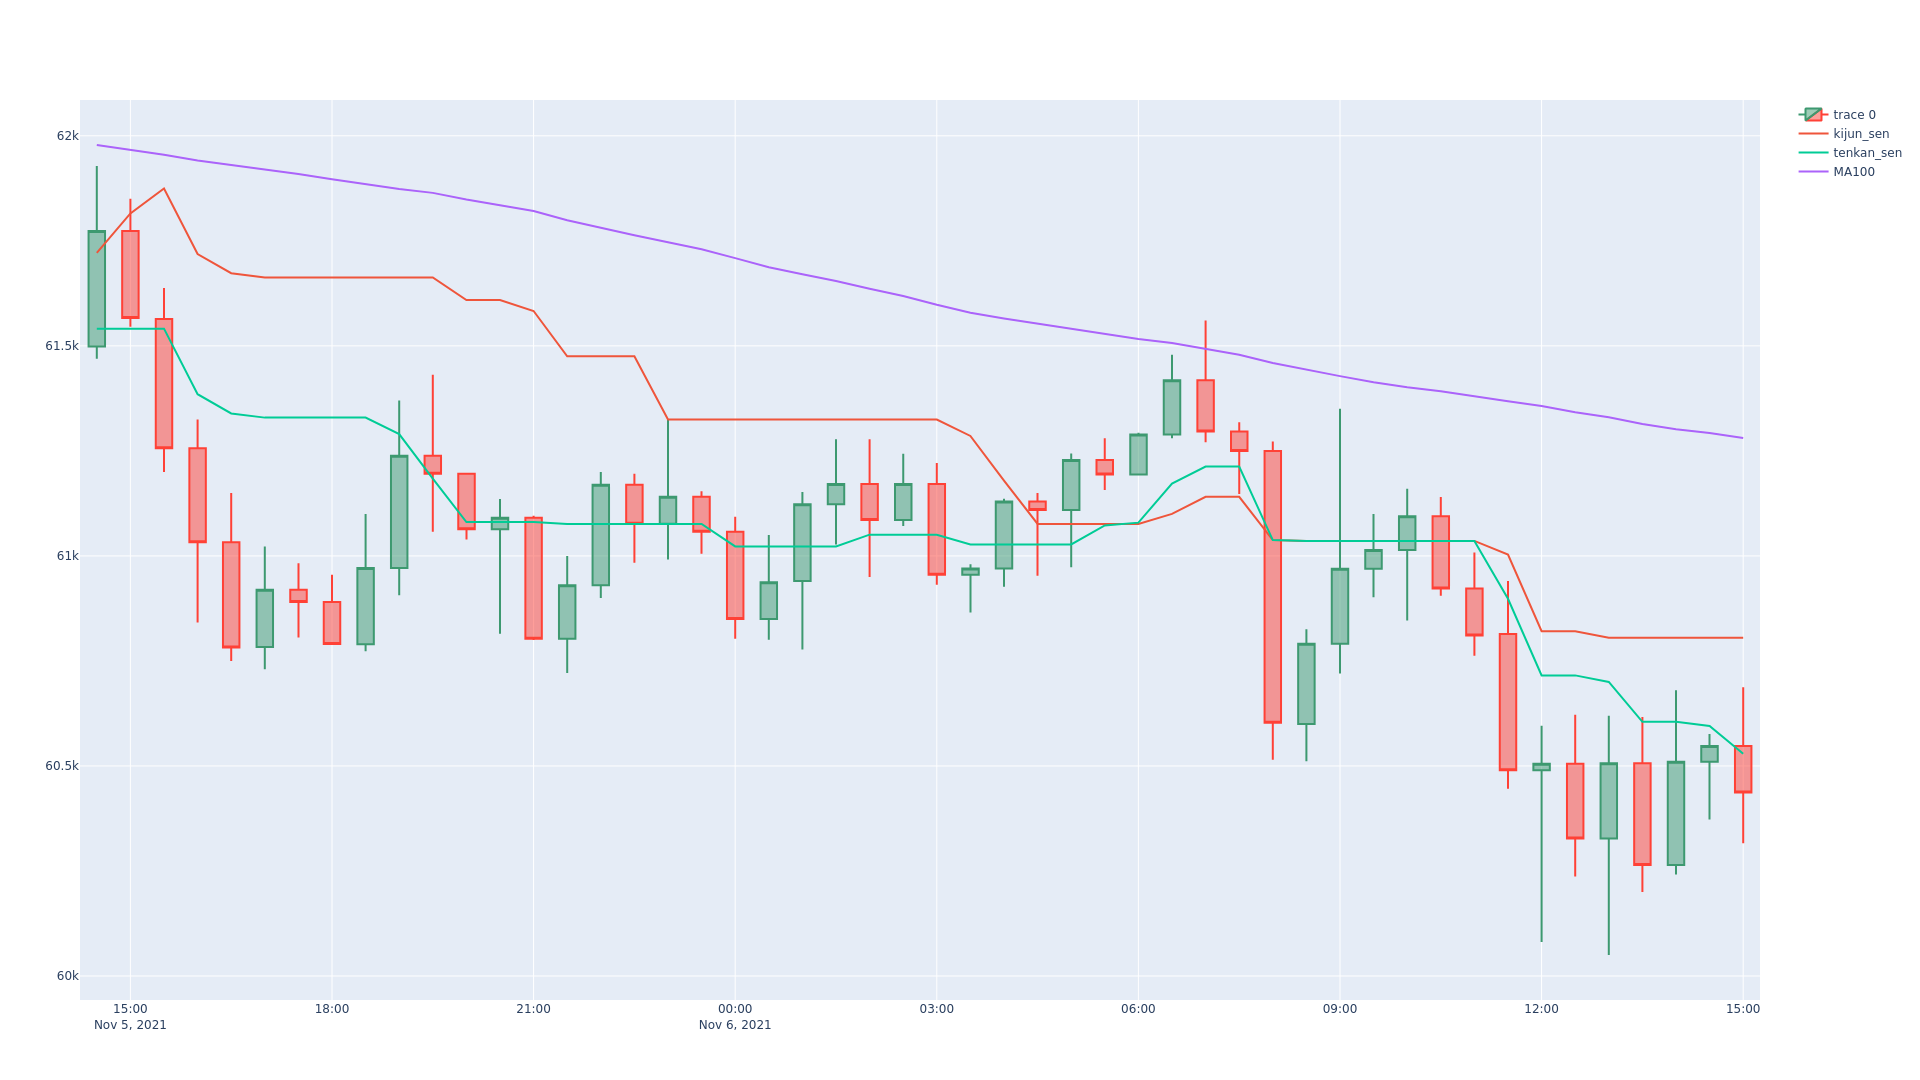 62k
61.5k
61k
60.5k
60k
15:00
Nov 5, 2021
18:00
21:00
00:00
Nov 6, 2021
03:00
06:00
09:00
12:00
15:00
trace 0
kijun_sen
tenkan_sen
MA100